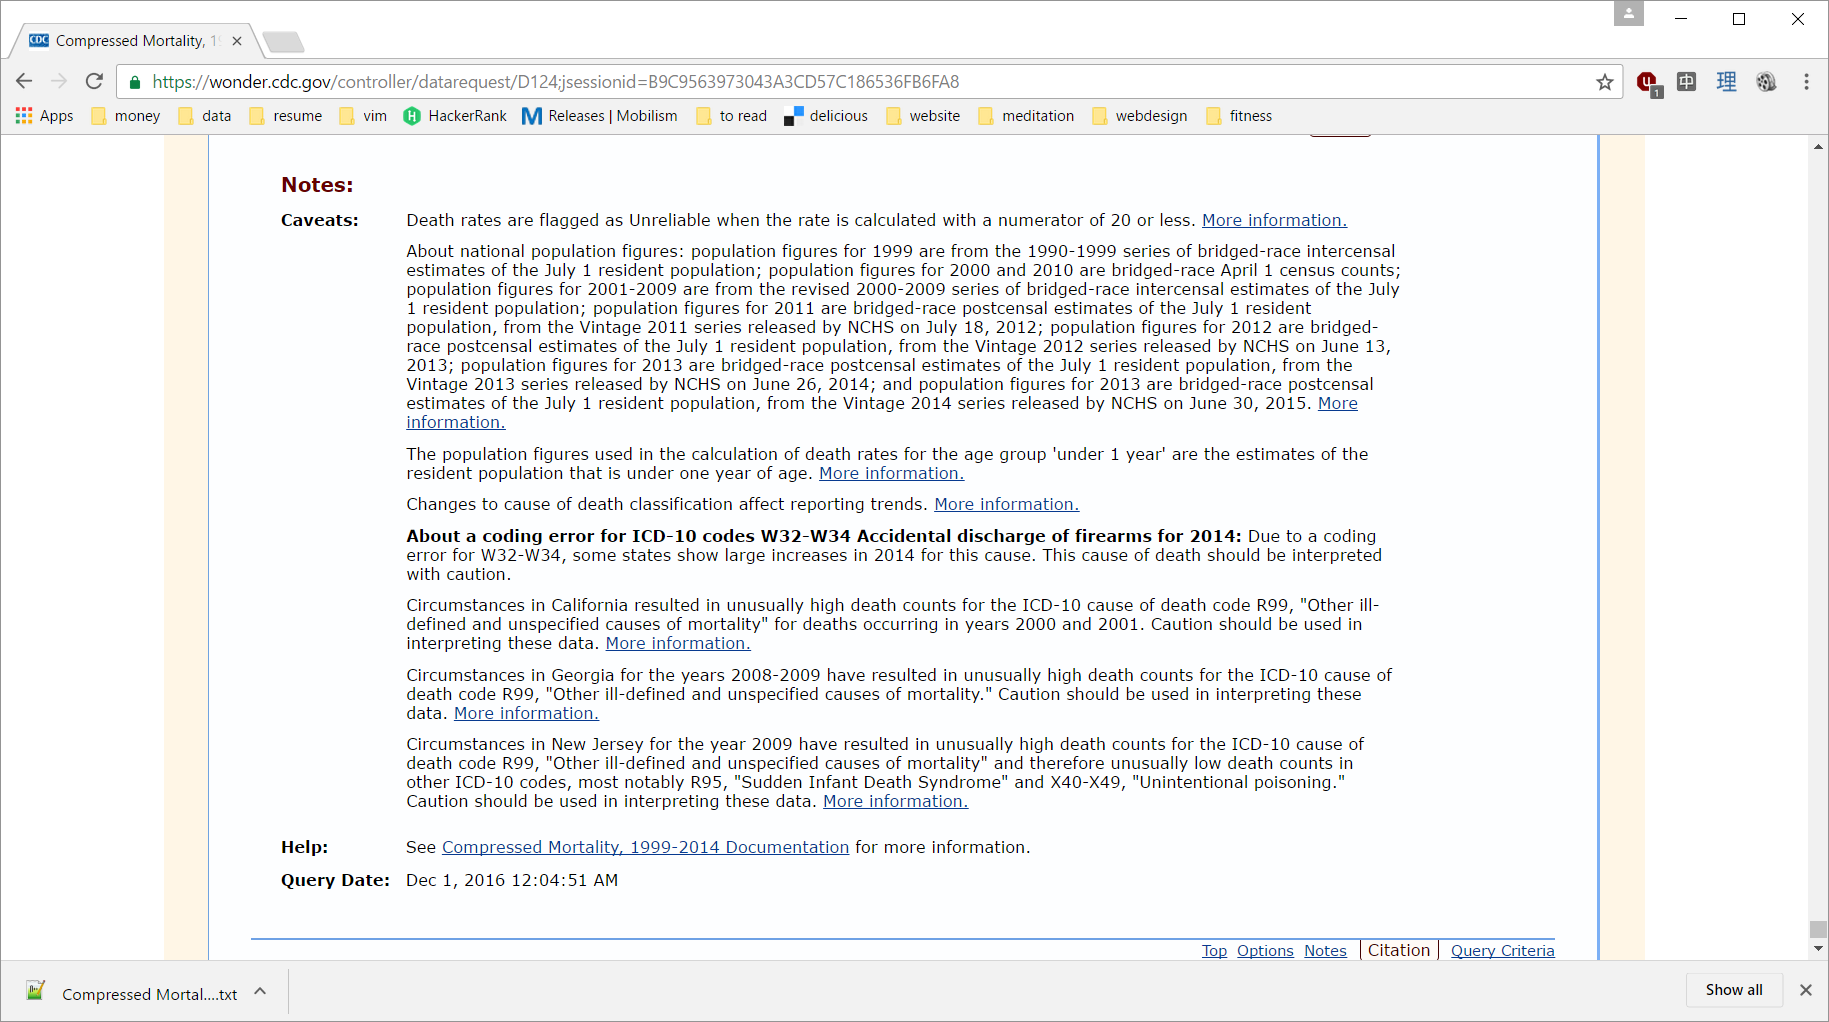 CDC Compressed Mortality, 1
https://wonder.cdc.gov/controller/datarequest/D124;jsessionid=B9C9563973043A3CD57C186536FB6FA8
1 中 理
Apps money data resume vim HackerRank Releases | Mobilism to read delicious website meditation webdesign fitness
Notes:
Caveats: Death rates are flagged as Unreliable when the rate is calculated with a numerator of 20 or less. More information.
About national population figures: population figures for 1999 are from the 1990-1999 series of bridged-race intercensal
estimates of the July 1 resident population; population figures for 2000 and 2010 are bridged-race April 1 census counts;
population figures for 2001-2009 are from the revised 2000-2009 series of bridged-race intercensal estimates of the July
1 resident population; population figures for 2011 are bridged-race postcensal estimates of the July 1 resident
population, from the Vintage 2011 series released by NCHS on July 18, 2012; population figures for 2012 are bridged-
race postcensal estimates of the July 1 resident population, from the Vintage 2012 series released by NCHS on June 13,
2013; population figures for 2013 are bridged-race postcensal estimates of the July 1 resident population, from the
Vintage 2013 series released by NCHS on June 26, 2014; and population figures for 2013 are bridged-race postcensal
estimates of the July 1 resident population, from the Vintage 2014 series released by NCHS on June 30, 2015. More
information.
The population figures used in the calculation of death rates for the age group 'under 1 year' are the estimates of the
resident population that is under one year of age. More information.
Changes to cause of death classification affect reporting trends. More information.
About a coding error for ICD-10 codes W32-W34 Accidental discharge of firearms for 2014: Due to a coding
error for W32-W34, some states show large increases in 2014 for this cause. This cause of death should be interpreted
with caution.
Circumstances in California resulted in unusually high death counts for the ICD-10 cause of death code R99, "Other ill-
defined and unspecified causes of mortality" for deaths occurring in years 2000 and 2001. Caution should be used in
interpreting these data. More information.
Circumstances in Georgia for the years 2008-2009 have resulted in unusually high death counts for the ICD-10 cause of
death code R99, "Other ill-defined and unspecified causes of mortality." Caution should be used in interpreting these
data. More information.
Circumstances in New Jersey for the year 2009 have resulted in unusually high death counts for the ICD-10 cause of
death code R99, "Other ill-defined and unspecified causes of mortality" and therefore unusually low death counts in
other ICD-10 codes, most notably R95, "Sudden Infant Death Syndrome" and X40-X49, "Unintentional poisoning."
Caution should be used in interpreting these data. More information.
Help: See Compressed Mortality, 1999-2014 Documentation for more information.
Query Date: Dec 1, 2016 12:04:51 AM
Top Options Notes Citation Query Criteria
Compressed Mortal....txt Show all